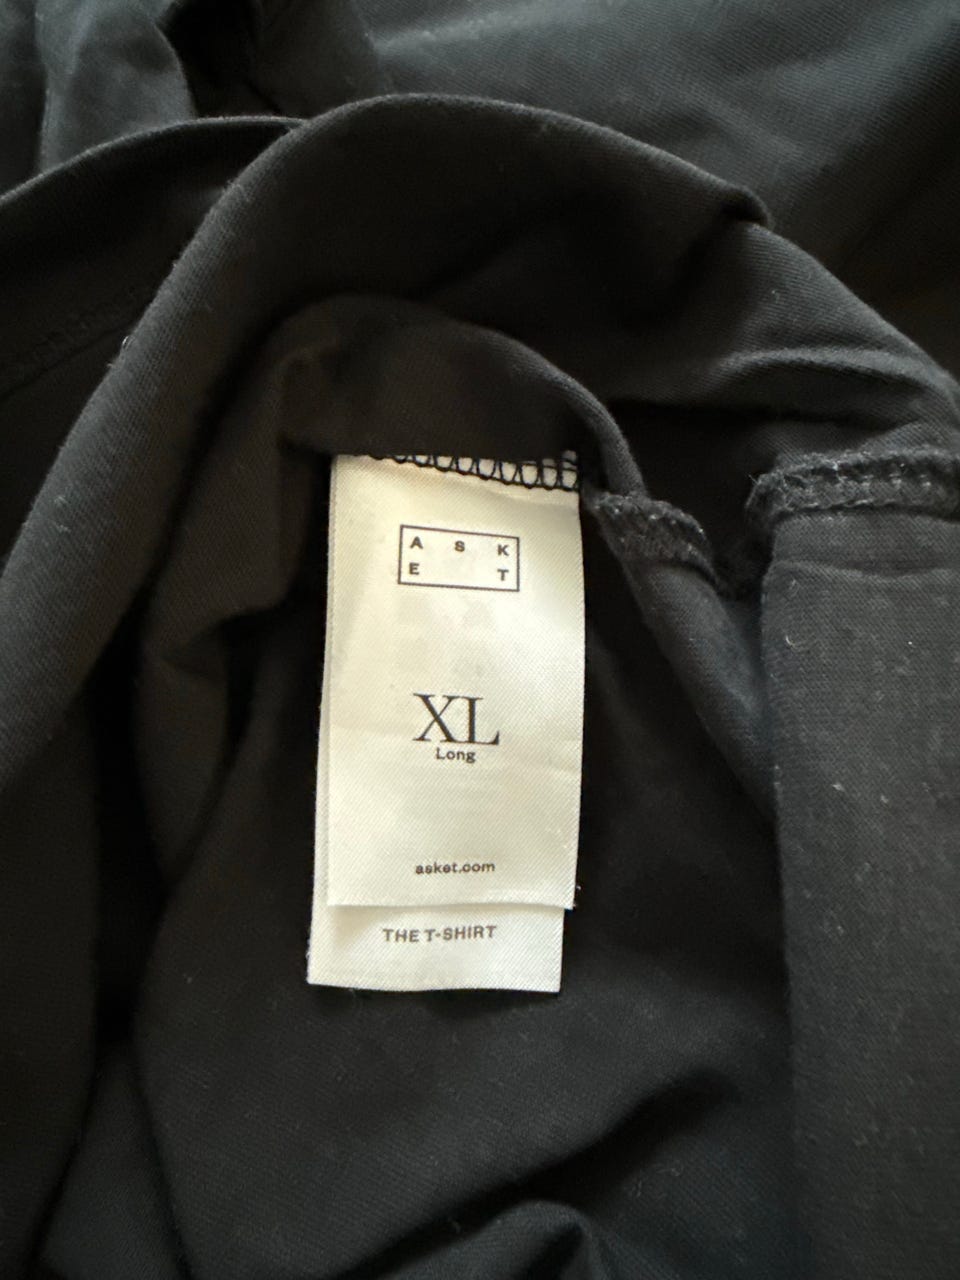 A S K
E T
XL
Long
asket.com
THE T-SHIRT